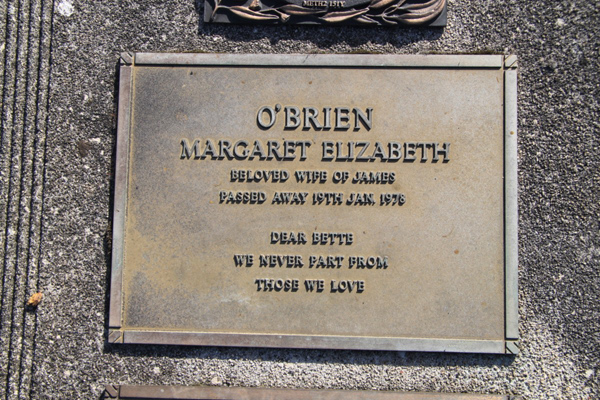 O'BRIEN
MARGARET ELIZABETH
BELOVED WIFE OF JAMES
PASSED AWAY 19TH JAN. 1978
DEAR BETTE
WE NEVER PART FROM
THOSE WE LOVE